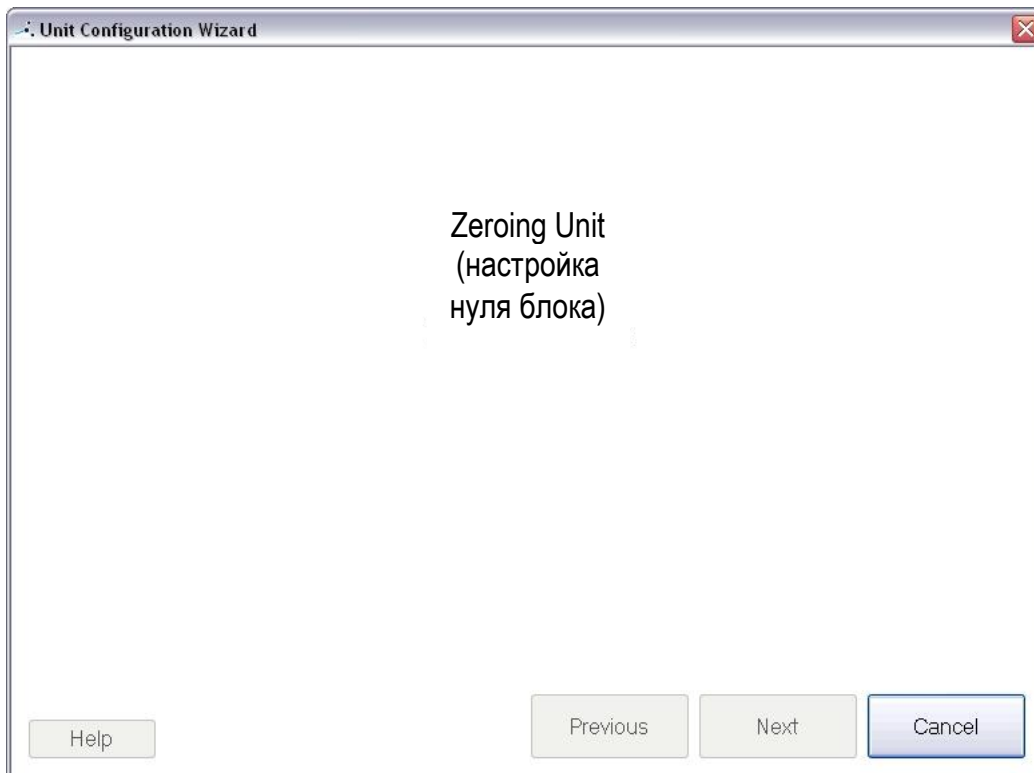 Unit Configuration Wizard
Zeroing Unit
(настройка
нуля блока)
Help
Previous
Next
Cancel